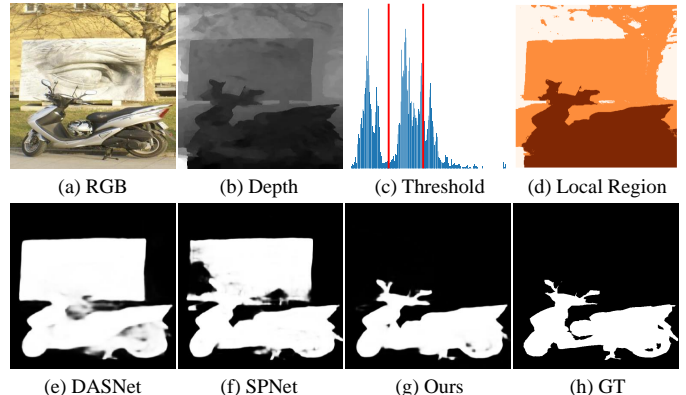 (a) RGB
(b) Depth
(c) Threshold
(d) Local Region
(e) DASNet
(f) SPNet
(g) Ours
(h) GT